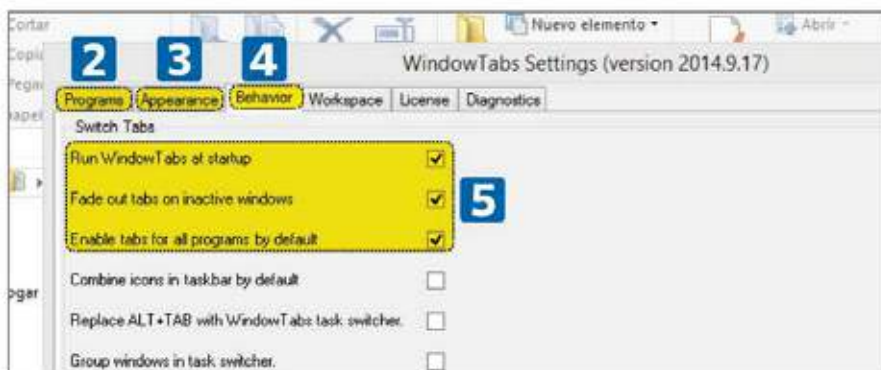 Cortar
Nuevo elemento
Abrir
2 3 4
WindowTabs Settings (version 2014.9.17)
Programs Appearance Behavior Workspace License Diagnostics
Switch Tabs
Run WindowTabs at startup
Fade out tabs on inactive windows
5
Enable tabs for all programs by default
Combine icons in taskbar by default
ogar
Replace ALT+TAB with WindowTabs task switcher.
Group windows in task switcher.